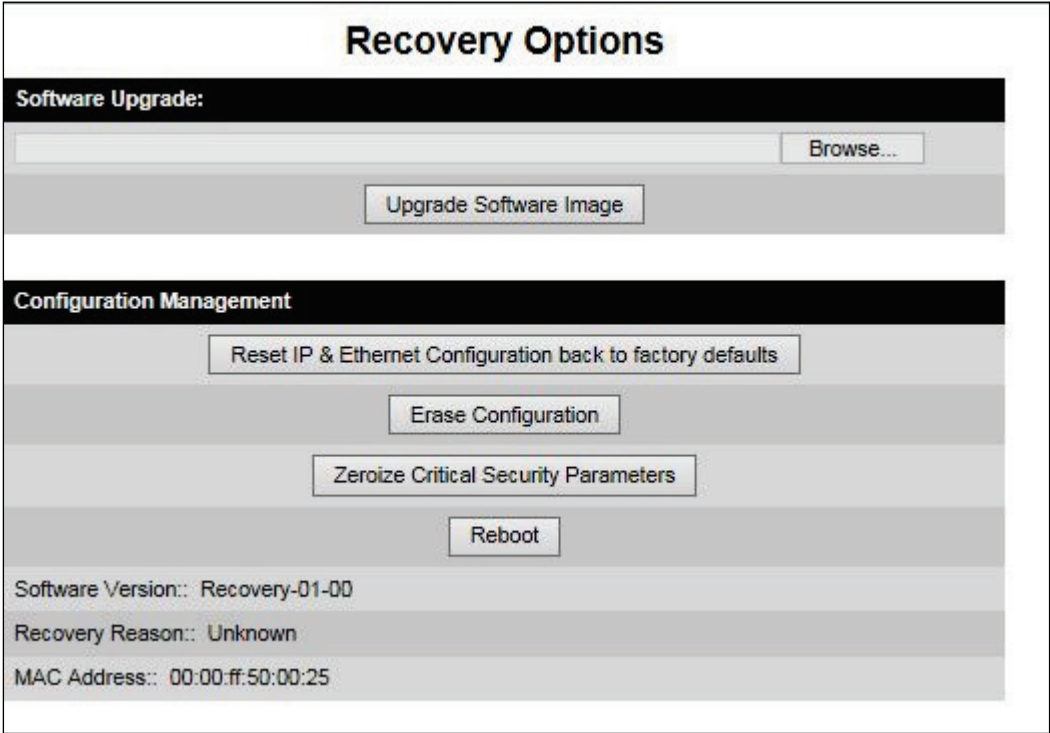 Recovery Options
Software Upgrade:
Browse...
Upgrade Software Image
Configuration Management
Reset IP & Ethernet Configuration back to factory defaults
Erase Configuration
Zeroize Critical Security Parameters
Reboot
Software Version:: Recovery-01-00
Recovery Reason:: Unknown
MAC Address:: 00:00:ff:50:00:25